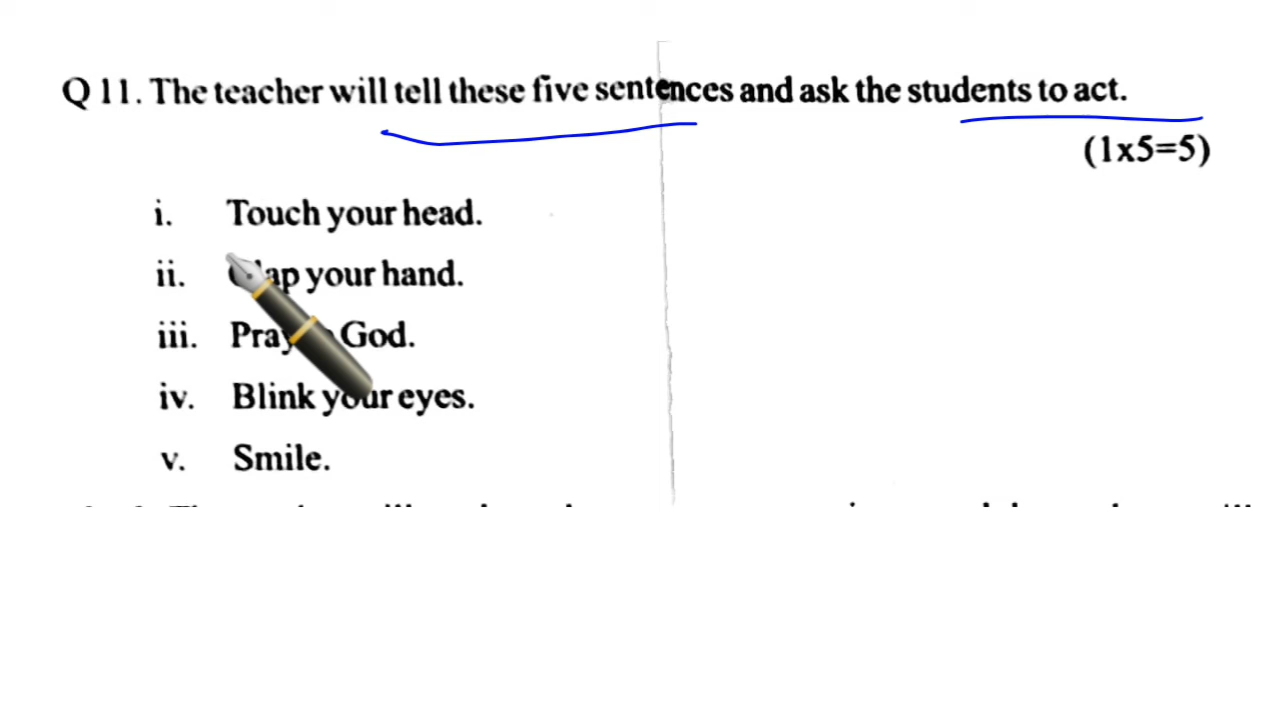 Q 11. The teacher will tell these five sentences and ask the students to act.
(1x5=5)
i. Touch your head.
ii. your hand.
iii. God.
iv. Blink your eyes.
v. Smile.